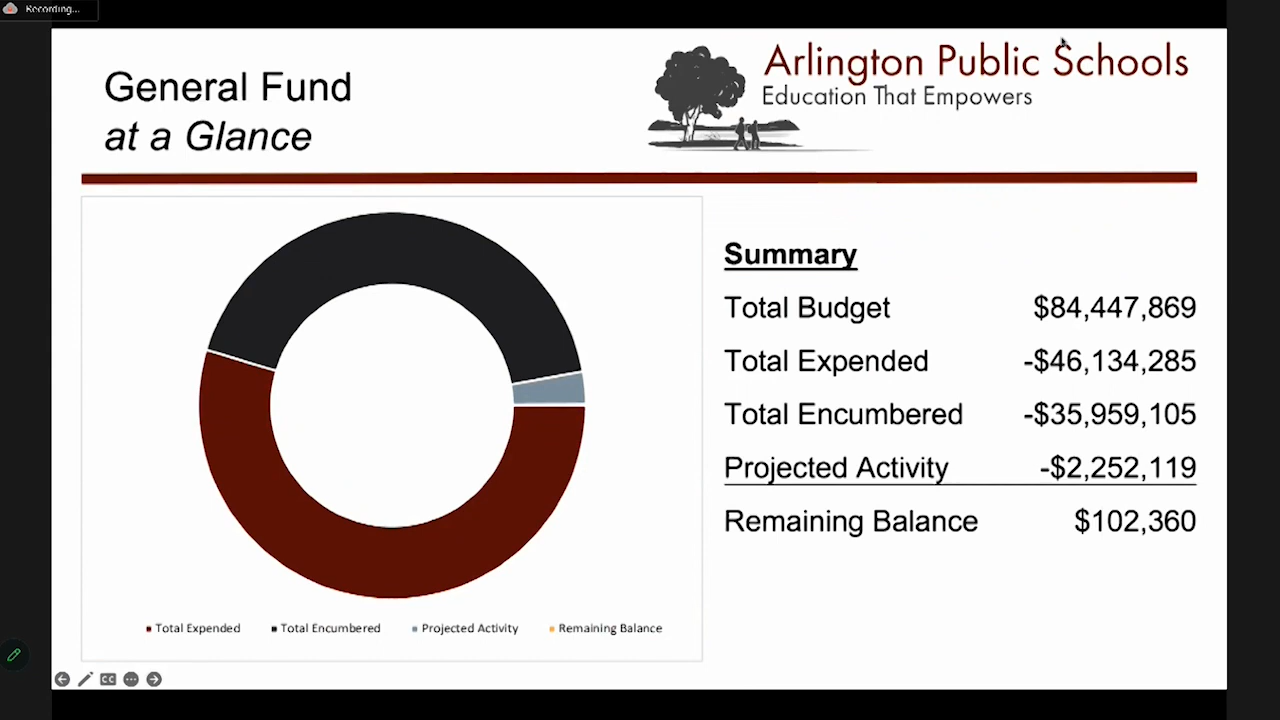 Recording...
General Fund
at a Glance
Arlington Public Schools
Education That Empowers
Summary
Total Budget $84,447,869
Total Expended -$46,134,285
Total Encumbered -$35,959,105
Projected Activity -$2,252,119
Remaining Balance $102,360
Total Expended Total Encumbered Projected Activity Remaining Balance
CC